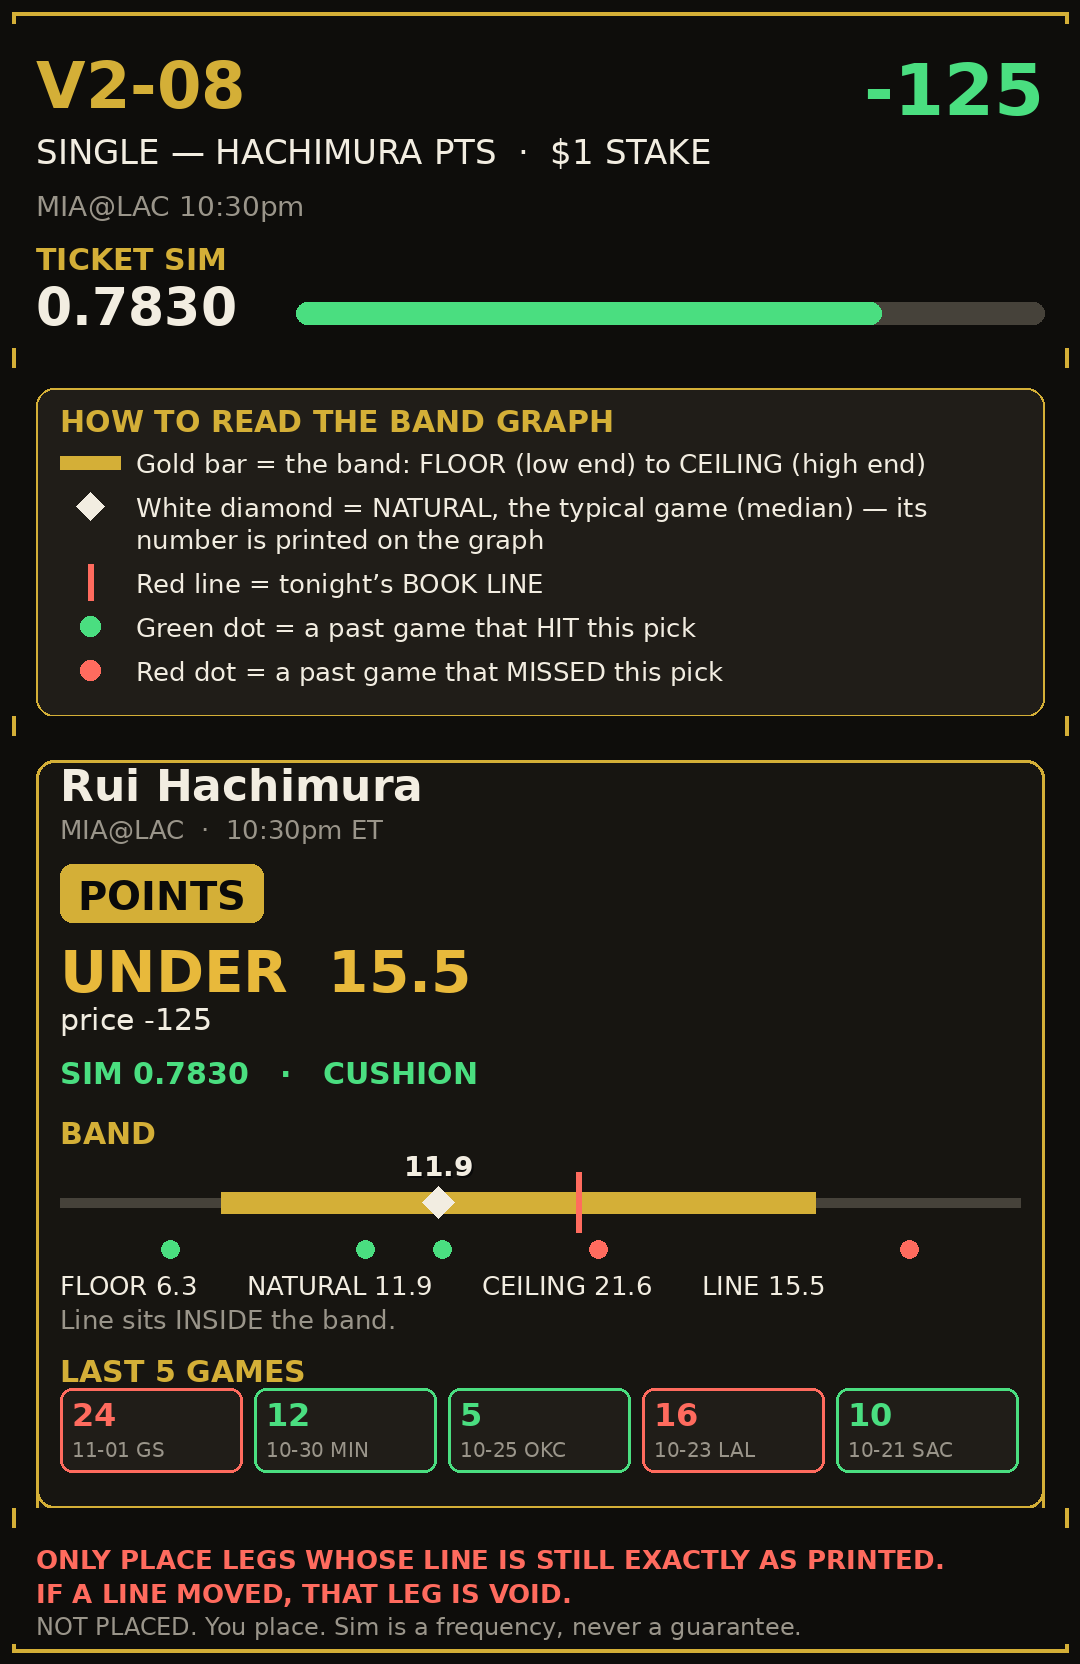 V2-08
-125
SINGLE — HACHIMURA PTS · $1 STAKE
MIA@LAC 10:30pm
TICKET SIM
0.7830
HOW TO READ THE BAND GRAPH
Gold bar = the band: FLOOR (low end) to CEILING (high end)
White diamond = NATURAL, the typical game (median) — its
number is printed on the graph
Red line = tonight’s BOOK LINE
Green dot = a past game that HIT this pick
Red dot = a past game that MISSED this pick
Rui Hachimura
MIA@LAC · 10:30pm ET
POINTS
UNDER 15.5
price -125
SIM 0.7830 · CUSHION
BAND
11.9
FLOOR 6.3 NATURAL 11.9 CEILING 21.6 LINE 15.5
Line sits INSIDE the band.
LAST 5 GAMES
24 12 5 16 10
11-01 GS 10-30 MIN 10-25 OKC 10-23 LAL 10-21 SAC
ONLY PLACE LEGS WHOSE LINE IS STILL EXACTLY AS PRINTED.
IF A LINE MOVED, THAT LEG IS VOID.
NOT PLACED. You place. Sim is a frequency, never a guarantee.